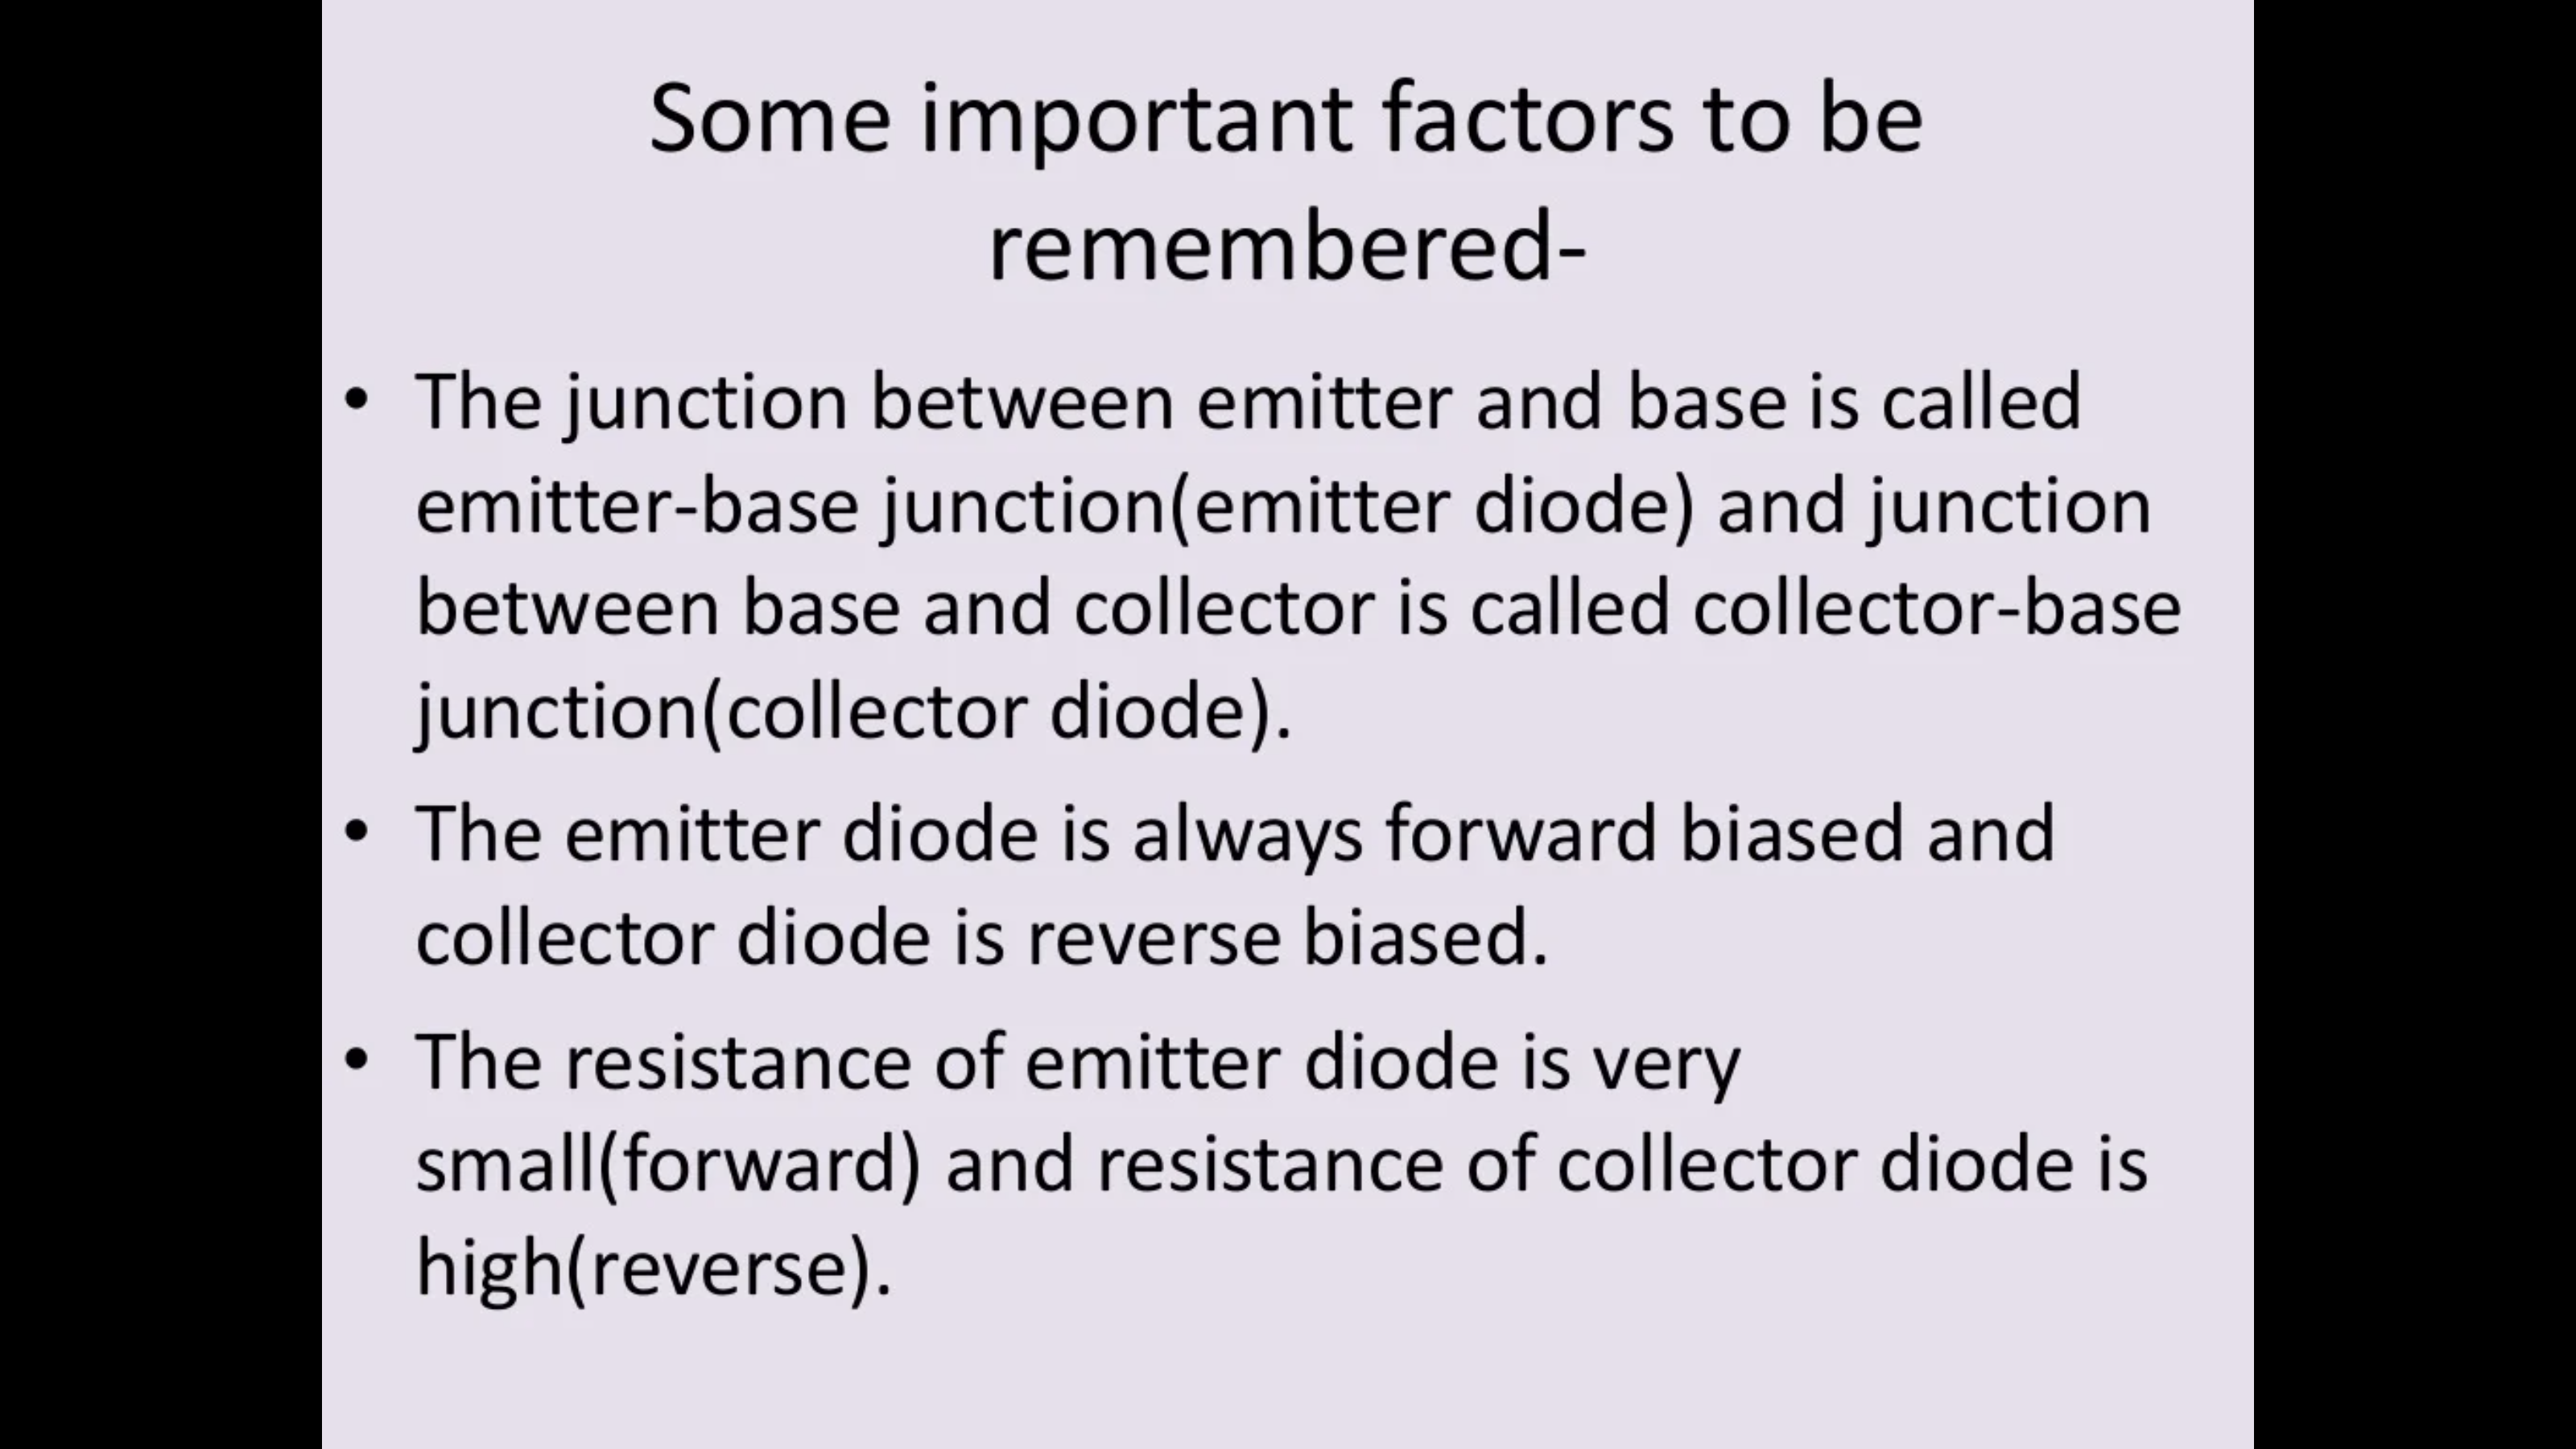 Some important factors to be
remembered-
• The junction between emitter and base is called
emitter-base junction(emitter diode) and junction
between base and collector is called collector-base
junction(collector diode).
• The emitter diode is always forward biased and
collector diode is reverse biased.
• The resistance of emitter diode is very
small(forward) and resistance of collector diode is
high(reverse).